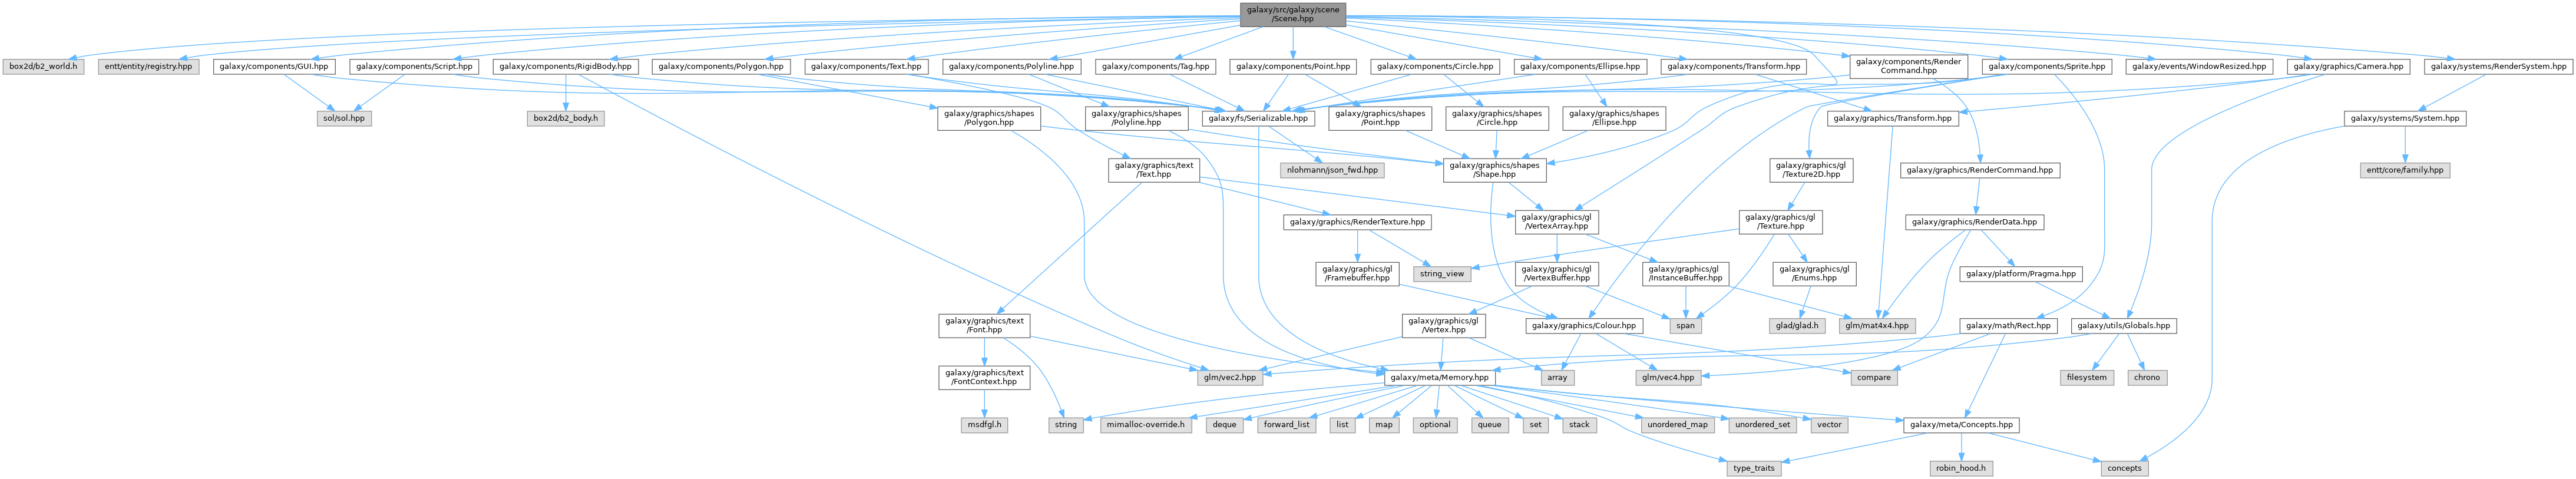 galaxy/src/galaxy/scene
/Scene.hpp
box2d/b2_world.h
entt/entity/registry.hpp
galaxy/components/GUI.hpp
galaxy/components/Script.hpp
galaxy/components/RigidBody.hpp
galaxy/components/Polygon.hpp
galaxy/components/Text.hpp
galaxy/components/Polyline.hpp
galaxy/components/Tag.hpp
galaxy/components/Point.hpp
galaxy/components/Circle.hpp
galaxy/components/Ellipse.hpp
galaxy/components/Transform.hpp
galaxy/components/Render
Command.hpp
galaxy/components/Sprite.hpp
galaxy/events/WindowResized.hpp
galaxy/graphics/Camera.hpp
galaxy/systems/RenderSystem.hpp
sol/sol.hpp
box2d/b2_body.h
galaxy/graphics/shapes
/Polygon.hpp
galaxy/graphics/shapes
/Polyline.hpp
galaxy/fs/Serializable.hpp
galaxy/graphics/shapes
/Point.hpp
galaxy/graphics/shapes
/Circle.hpp
galaxy/graphics/shapes
/Ellipse.hpp
galaxy/graphics/Transform.hpp
galaxy/systems/System.hpp
galaxy/graphics/text
/Text.hpp
nlohmann/json_fwd.hpp
galaxy/graphics/shapes
/Shape.hpp
galaxy/graphics/gl
/Texture2D.hpp
galaxy/graphics/RenderCommand.hpp
entt/core/family.hpp
galaxy/graphics/RenderTexture.hpp
galaxy/graphics/gl
/VertexArray.hpp
galaxy/graphics/gl
/Texture.hpp
galaxy/graphics/RenderData.hpp
galaxy/graphics/gl
/Framebuffer.hpp
string_view
galaxy/graphics/gl
/VertexBuffer.hpp
galaxy/graphics/gl
/InstanceBuffer.hpp
galaxy/graphics/gl
/Enums.hpp
galaxy/platform/Pragma.hpp
galaxy/graphics/text
/Font.hpp
galaxy/graphics/gl
/Vertex.hpp
galaxy/graphics/Colour.hpp
span
glad/glad.h
glm/mat4x4.hpp
galaxy/math/Rect.hpp
galaxy/utils/Globals.hpp
galaxy/graphics/text
/FontContext.hpp
glm/vec2.hpp
galaxy/meta/Memory.hpp
array
glm/vec4.hpp
compare
filesystem
chrono
msdfgl.h
string
mimalloc-override.h
deque
forward_list
list
map
optional
queue
set
stack
unordered_map
unordered_set
vector
galaxy/meta/Concepts.hpp
type_traits
robin_hood.h
concepts